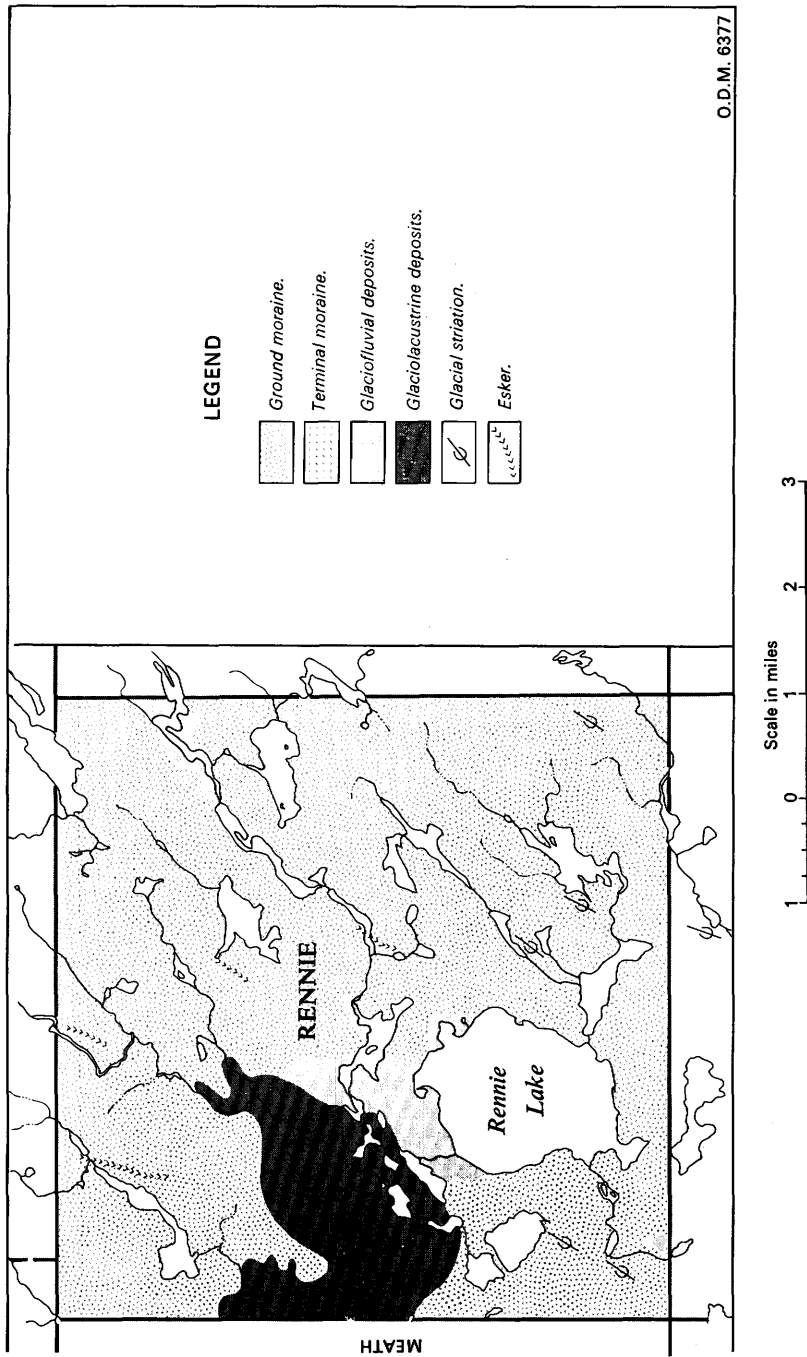 MEATH
RENNIE
Rennie
Lake
LEGEND
Ground moraine.
Terminal moraine.
Glaciofluvial deposits.
Glaciolacustrine deposits.
Glacial striation.
Esker.
O.D.M. 6377
Scale in miles
1 0 1 2 3